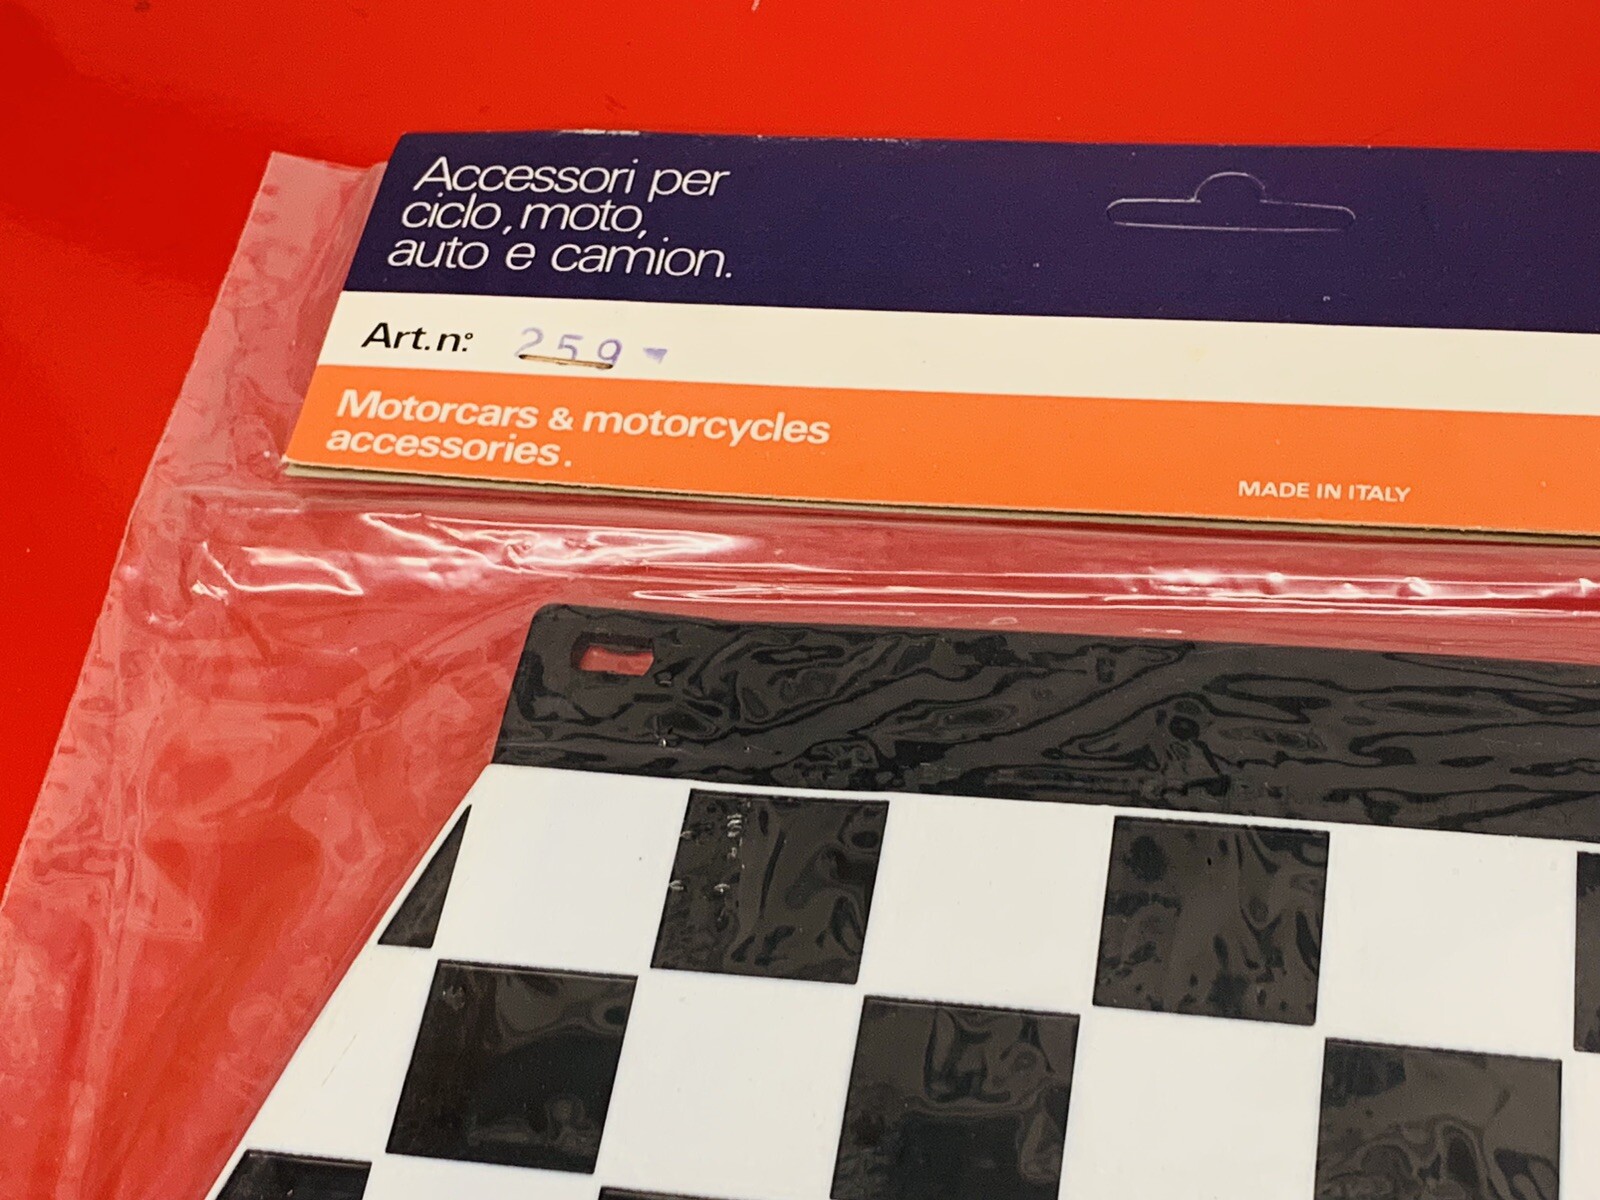 Accessori per
ciclo, moto,
auto e camion.
Art.n° 259
Motorcars & motorcycles
accessories.
MADE IN ITALY